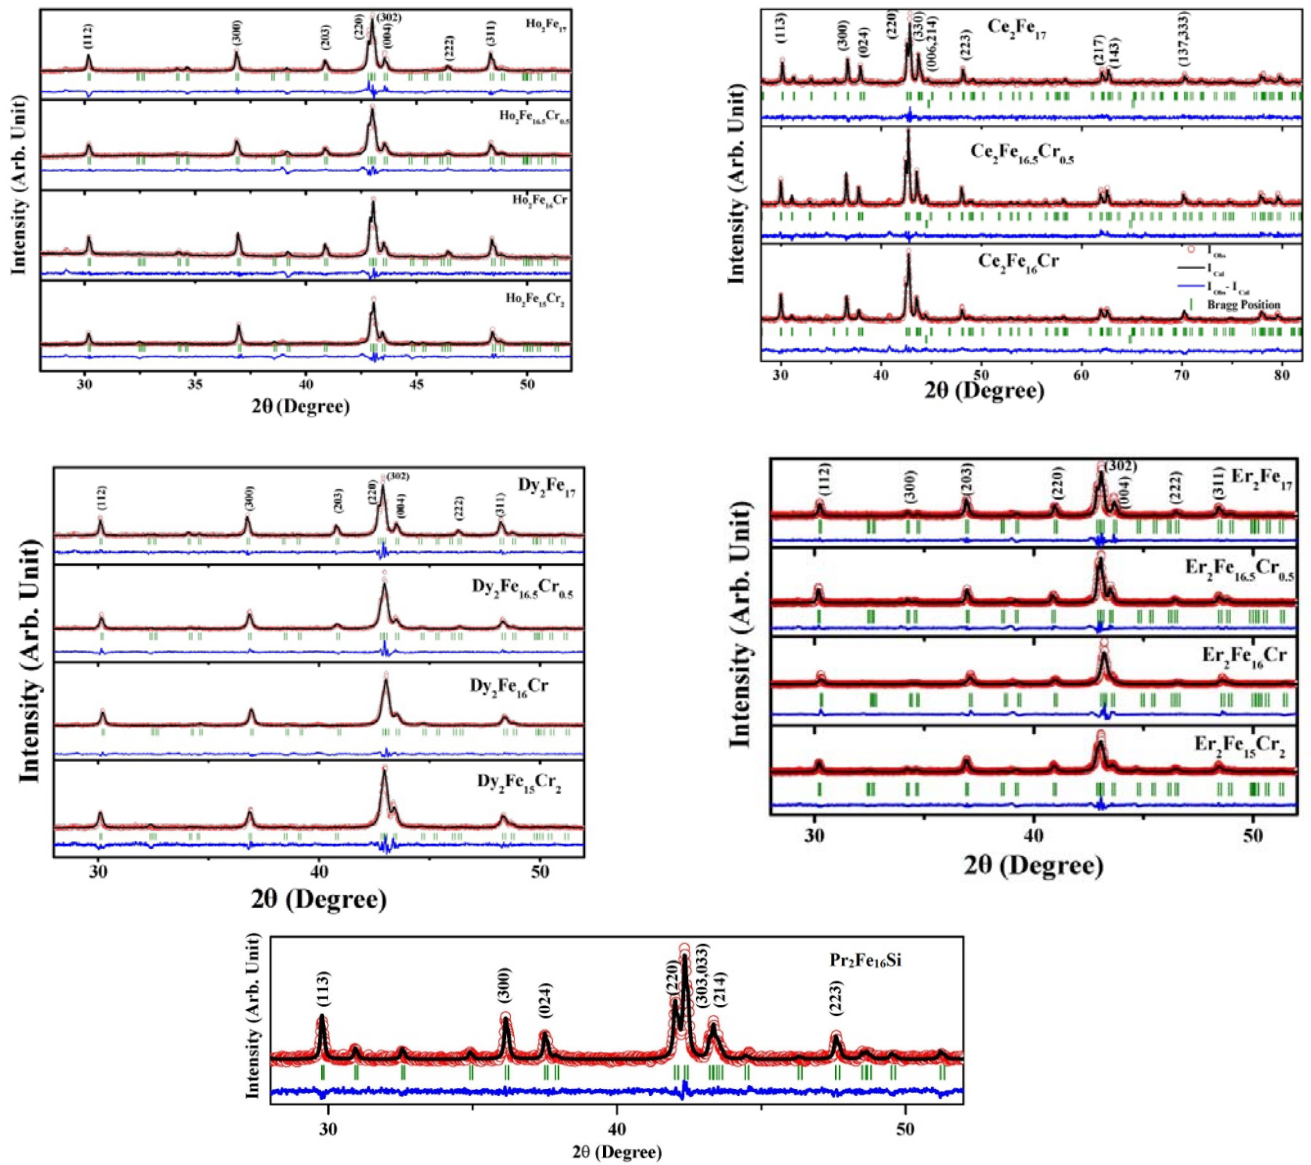 Intensity (Arb. Unit)
(112)
(300)
(203)
(220)
(302)
(004)
(222)
(311)
Ho2Fe17
Ho2Fe16.5Cr0.5
Ho2Fe16Cr
Ho2Fe15Cr2
30 35 40 45 50
2θ (Degree)
Intensity (Arb. Unit)
(113)
(300)
(024)
(220)
(330)
(006,214)
(223)
(217)
(143)
(137,333)
Ce2Fe17
Ce2Fe16.5Cr0.5
Ce2Fe16Cr
IObs
ICal
IObs- ICal
Bragg Position
30 40 50 60 70 80
2θ (Degree)
Intensity (Arb. Unit)
(112)
(300)
(203)
(220)
(302)
(004)
(222)
(311)
Dy2Fe17
Dy2Fe16.5Cr0.5
Dy2Fe16Cr
Dy2Fe15Cr2
30 40 50
2θ (Degree)
Intensity (Arb. Unit)
(112)
(300)
(203)
(220)
(302)
(004)
(222)
(311)
Er2Fe17
Er2Fe16.5Cr0.5
Er2Fe16Cr
Er2Fe15Cr2
30 40 50
2θ (Degree)
Intensity (Arb. Unit)
(113)
(300)
(024)
(220)
(303,033)
(214)
(223)
Pr2Fe16Si
30 40 50
2θ (Degree)